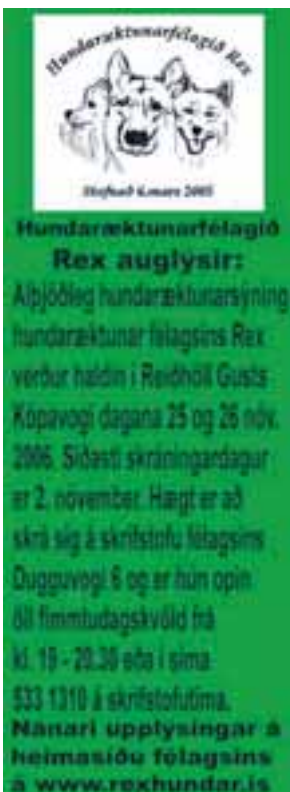 Hundaræktunarfélagið Rex
Stofnað 6.mars 2005
Hundaræktunarfélagið
Rex auglysir:
Alþjóðleg hundaræktunarsýning
hundaræktunar félagsins Rex
verður haldin í Reiðhöll Gusts
Kópavogi dagana 25 og 26 nóv.
2006. Síðasti skráningardagur
er 2. november. Hægt er að
skrá sig á skrifstofu félagsins
Dugguvogi 6 og er hún opin
öll fimmtudagskvöld frá
kl. 19 - 20.30 eða í síma
533 1310 á skrifstofutíma.
Nánari upplysingar á
heimasíðu félagsins
a www.rexhundar.is